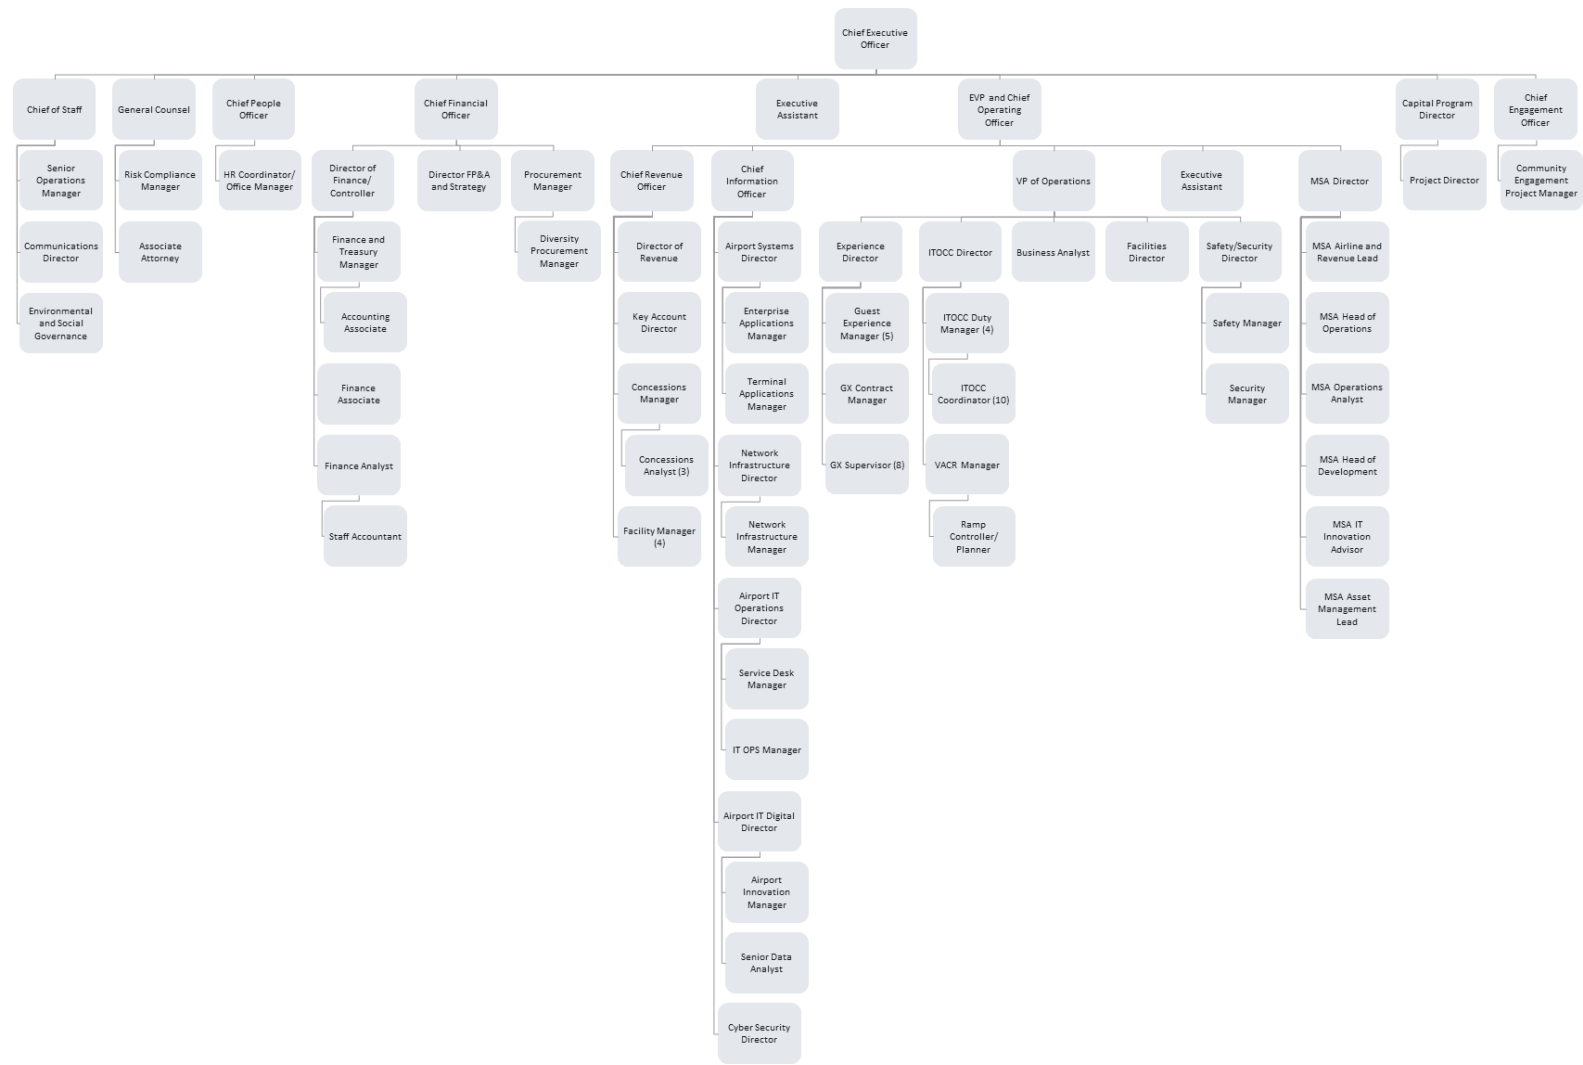 Chief Executive
Officer
Chief of Staff
General Counsel
Chief People
Officer
Chief Financial
Officer
Executive
Assistant
EVP and Chief
Operating
Officer
Capital Program
Director
Chief
Engagement
Officer
Senior
Operations
Manager
Risk Compliance
Manager
HR Coordinator/
Office Manager
Director of
Finance/
Controller
Director FP&A
and Strategy
Procurement
Manager
Chief Revenue
Officer
Chief
Information
Officer
VP of Operations
Executive
Assistant
MSA Director
Project Director
Community
Engagement
Project Manager
Communications
Director
Associate
Attorney
Finance and
Treasury
Manager
Diversity
Procurement
Manager
Director of
Revenue
Airport Systems
Director
Experience
Director
ITOCC Director
Business Analyst
Facilities
Director
Safety/Security
Director
MSA Airline and
Revenue Lead
Environmental
and Social
Governance
Accounting
Associate
Key Account
Director
Enterprise
Applications
Manager
Guest
Experience
Manager (5)
ITOCC Duty
Manager (4)
Safety Manager
MSA Head of
Operations
Finance
Associate
Concessions
Manager
Terminal
Applications
Manager
GX Contract
Manager
ITOCC
Coordinator (10)
Security
Manager
MSA Operations
Analyst
Finance Analyst
Concessions
Analyst (3)
Network
Infrastructure
Director
GX Supervisor (8)
VACR Manager
MSA Head of
Development
Staff Accountant
Facility Manager
(4)
Network
Infrastructure
Manager
Ramp
Controller/
Planner
MSA IT
Innovation
Advisor
Airport IT
Operations
Director
MSA Asset
Management
Lead
Service Desk
Manager
IT OPS Manager
Airport IT Digital
Director
Airport
Innovation
Manager
Senior Data
Analyst
Cyber Security
Director